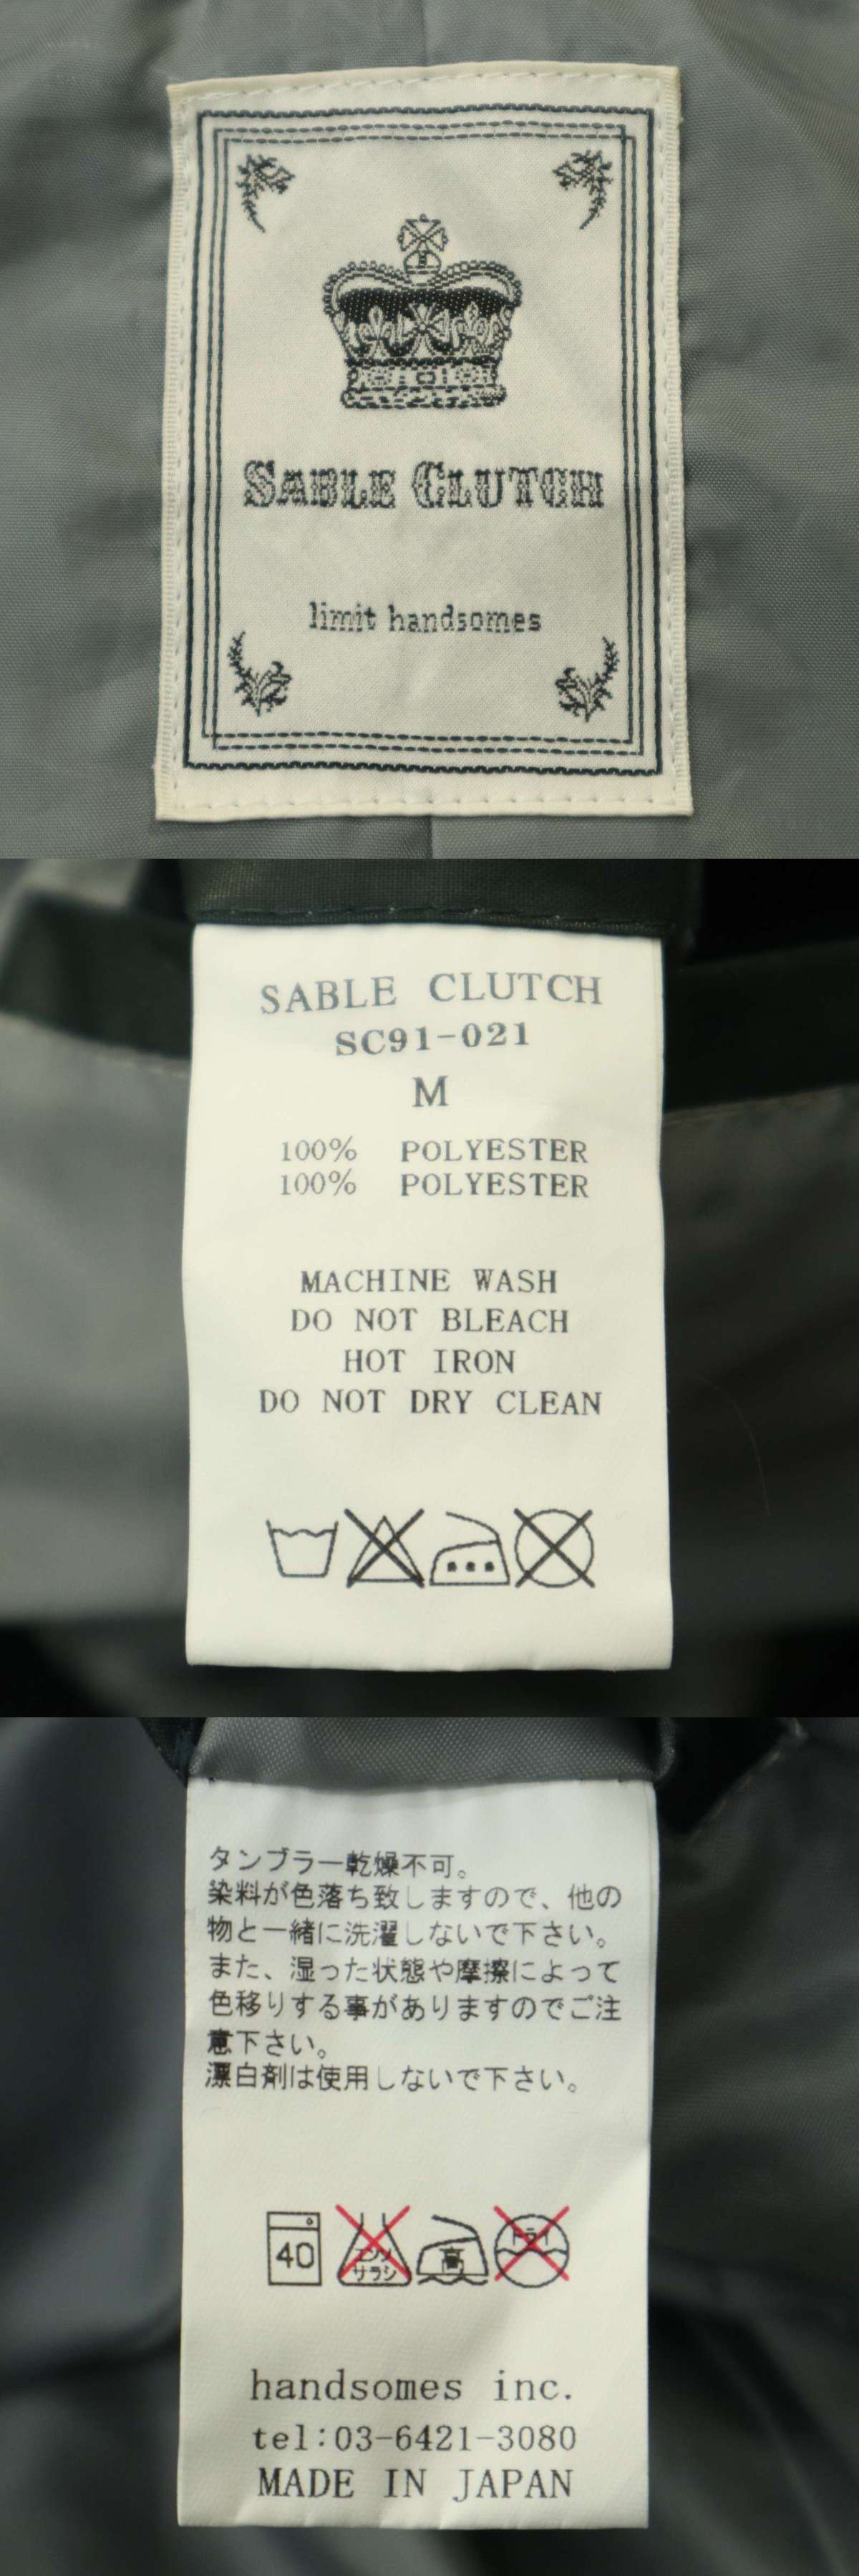 SABLE CLUTCH
limit handsomes
SABLE CLUTCH
SC91-021
M
100% POLYESTER
100% POLYESTER
MACHINE WASH
DO NOT BLEACH
HOT IRON
DO NOT DRY CLEAN
タンブラー乾燥不可。
染料が色落ち致しますので、他の
物と一緒に洗濯しないで下さい。
また、湿った状態や摩擦によって
色移りする事がありますのでご注
意下さい。
漂白剤は使用しないで下さい。
40 エンソ 高 ドライ
サラシ
handsomes inc.
tel:03-6421-3080
MADE IN JAPAN